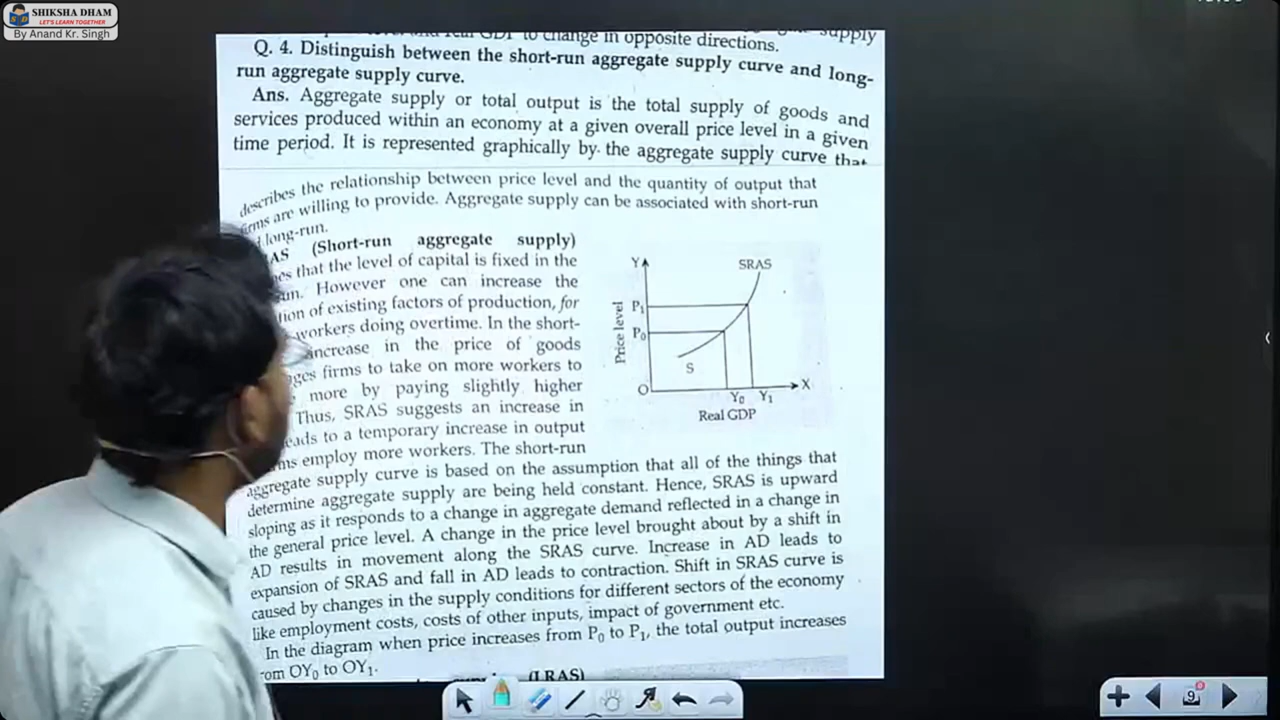 SHIKSHA DHAM
LET'S LEARN TOGETHER
By Anand Kr. Singh
real GDP to change in opposite directions. supply
Q. 4. Distinguish between the short-run aggregate supply curve and long-
run aggregate supply curve.
Ans. Aggregate supply or total output is the total supply of goods and
services produced within an economy at a given overall price level in a given
time period. It is represented graphically by the aggregate supply curve that
describes the relationship between price level and the quantity of output that
are willing to provide. Aggregate supply can be associated with short-run
long-run.
(Short-run aggregate supply)
that the level of capital is fixed in the
However one can increase the
of existing factors of production, for
workers doing overtime. In the short-
increase in the price of goods
firms to take on more workers to
more by paying slightly higher
Thus, SRAS suggests an increase in
to a temporary increase in output
employ more workers. The short-run
Y
SRAS
P1
P0
Price level
S
O
Y0 Y1
X
Real GDP
aggregate supply curve is based on the assumption that all of the things that
determine aggregate supply are being held constant. Hence, SRAS is upward
sloping as it responds to a change in aggregate demand reflected in a change in
the general price level. A change in the price level brought about by a shift in
AD results in movement along the SRAS curve. Increase in AD leads to
expansion of SRAS and fall in AD leads to contraction. Shift in SRAS curve is
caused by changes in the supply conditions for different sectors of the economy
like employment costs, costs of other inputs, impact of government etc.
In the diagram when price increases from P0 to P1, the total output increases
from OY0 to OY1.
(LRAS)
9